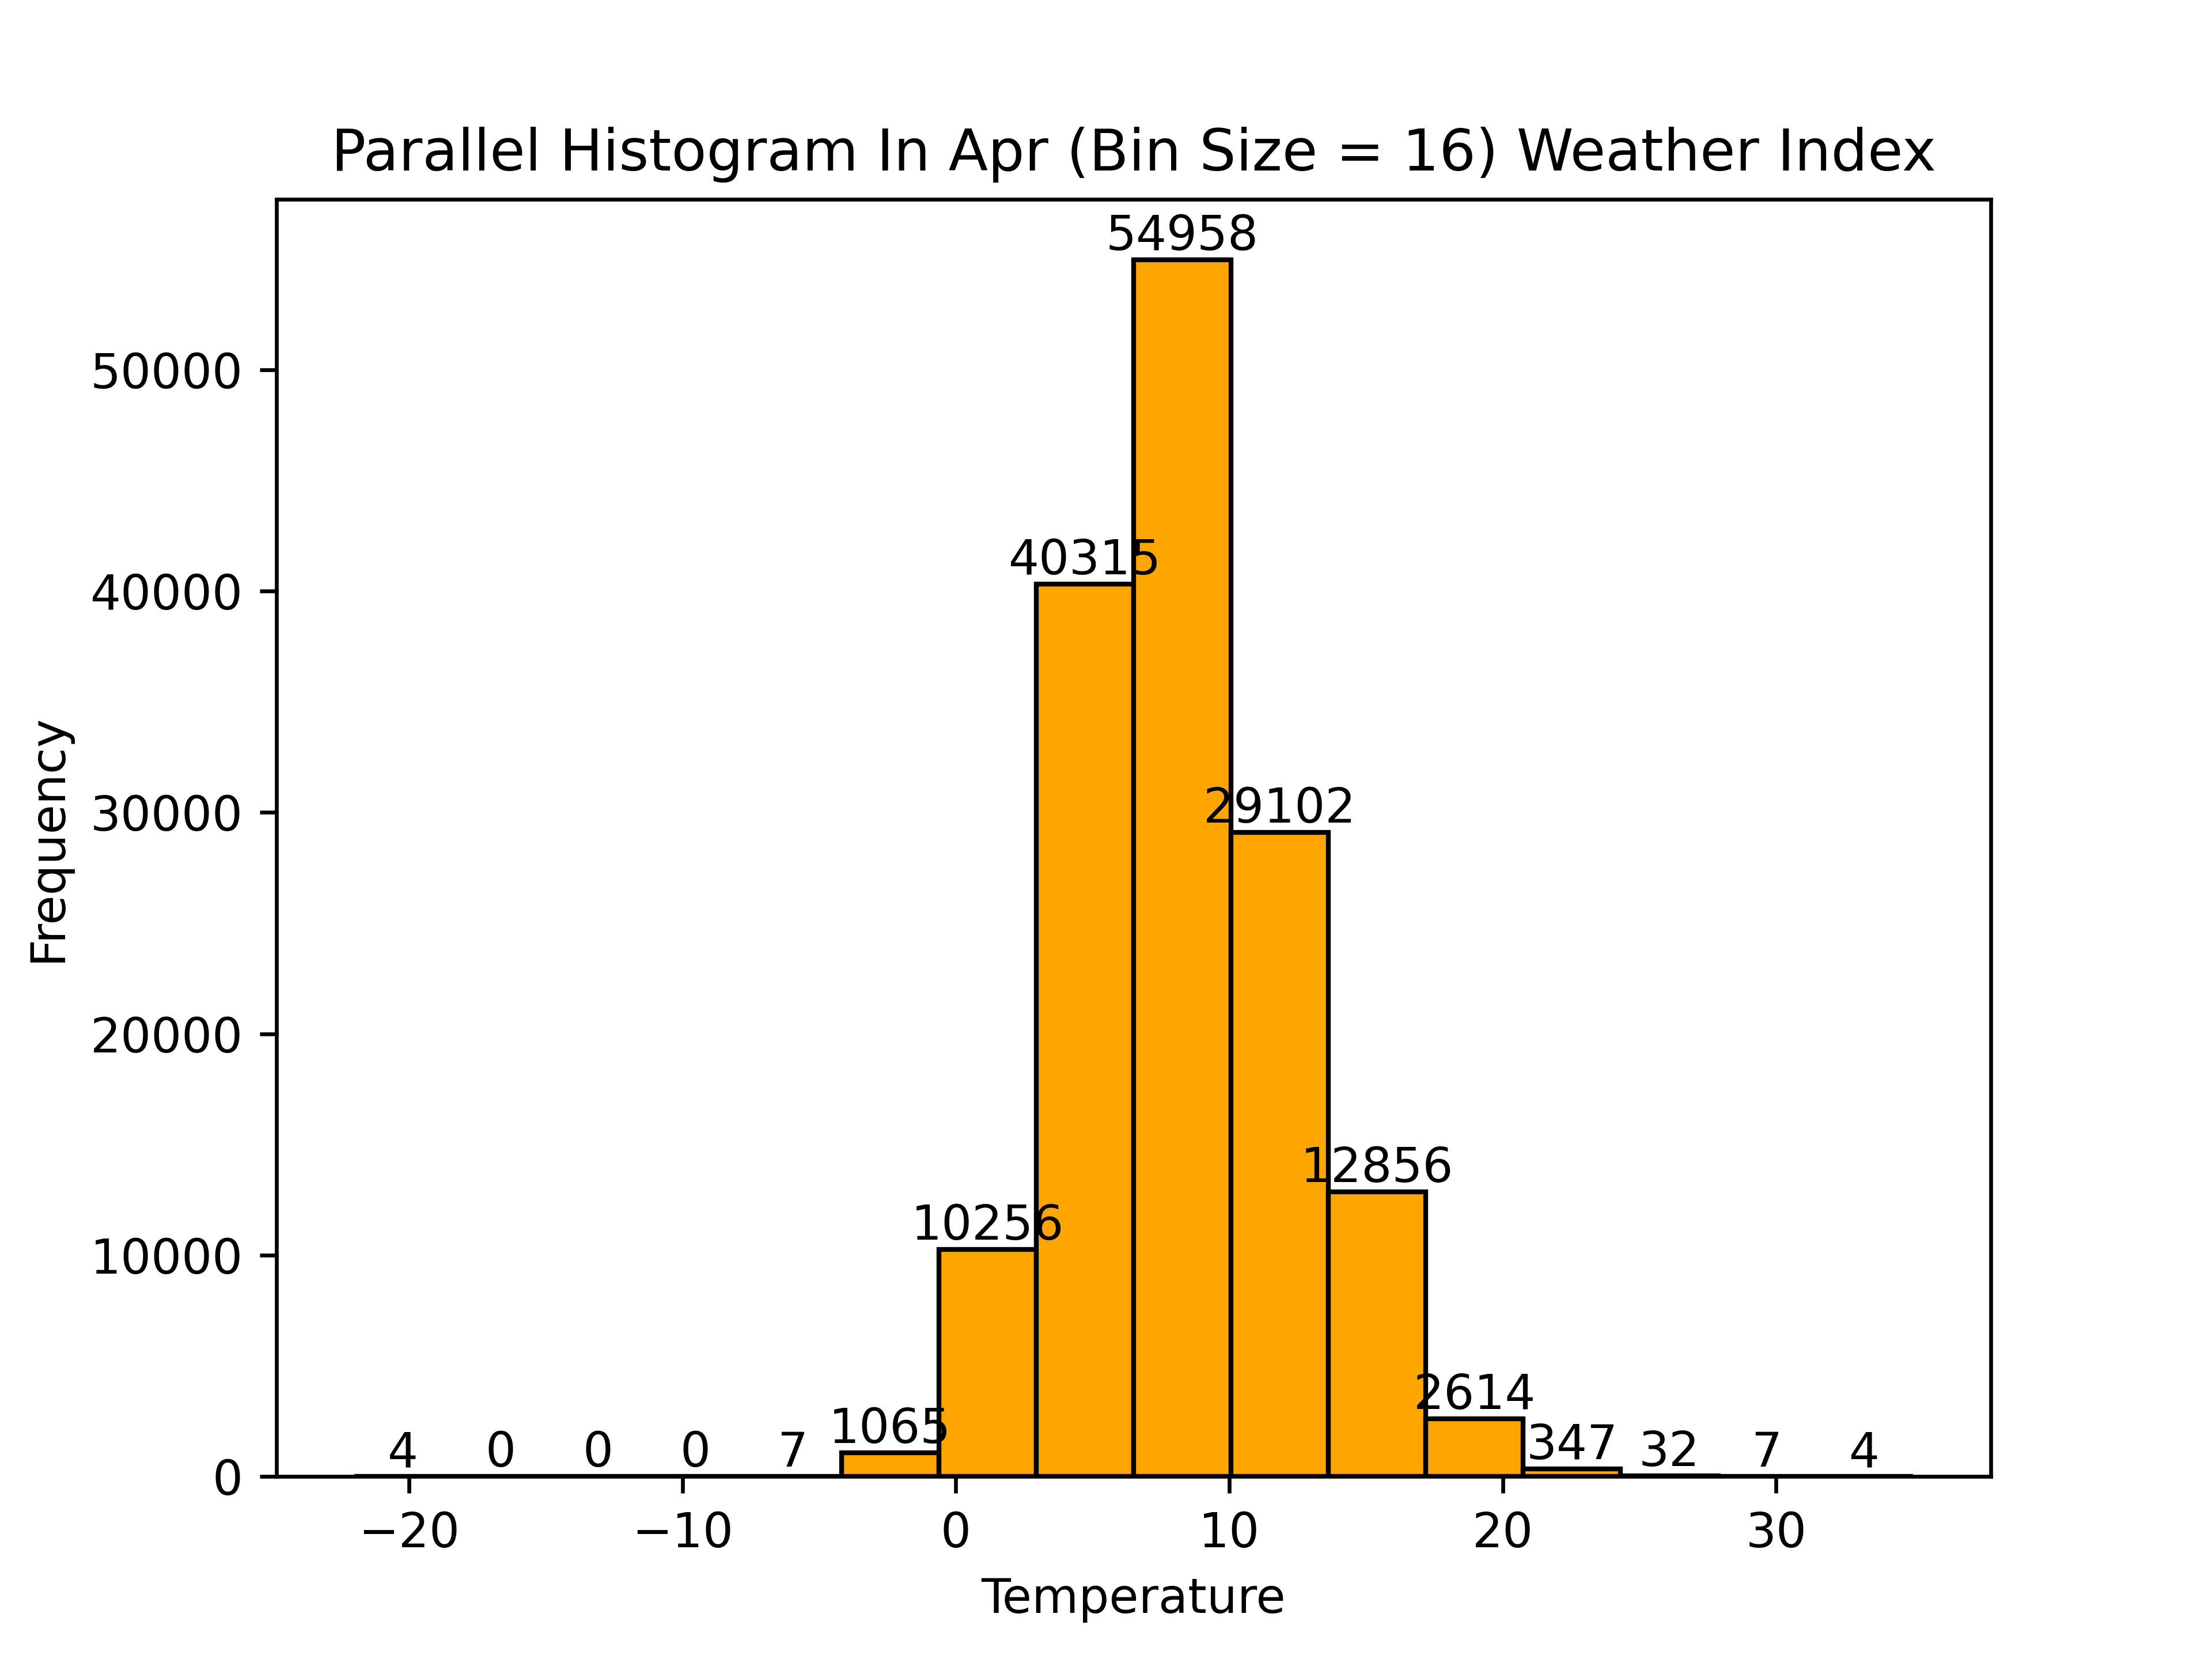 Parallel Histogram In Apr (Bin Size = 16) Weather Index
54958
50000
40315
40000
29102
30000
Frequency
20000
12856
10256
10000
2614
1065
347
4 0 0 0 7 32 7 4
0
−20 −10 0 10 20 30
Temperature